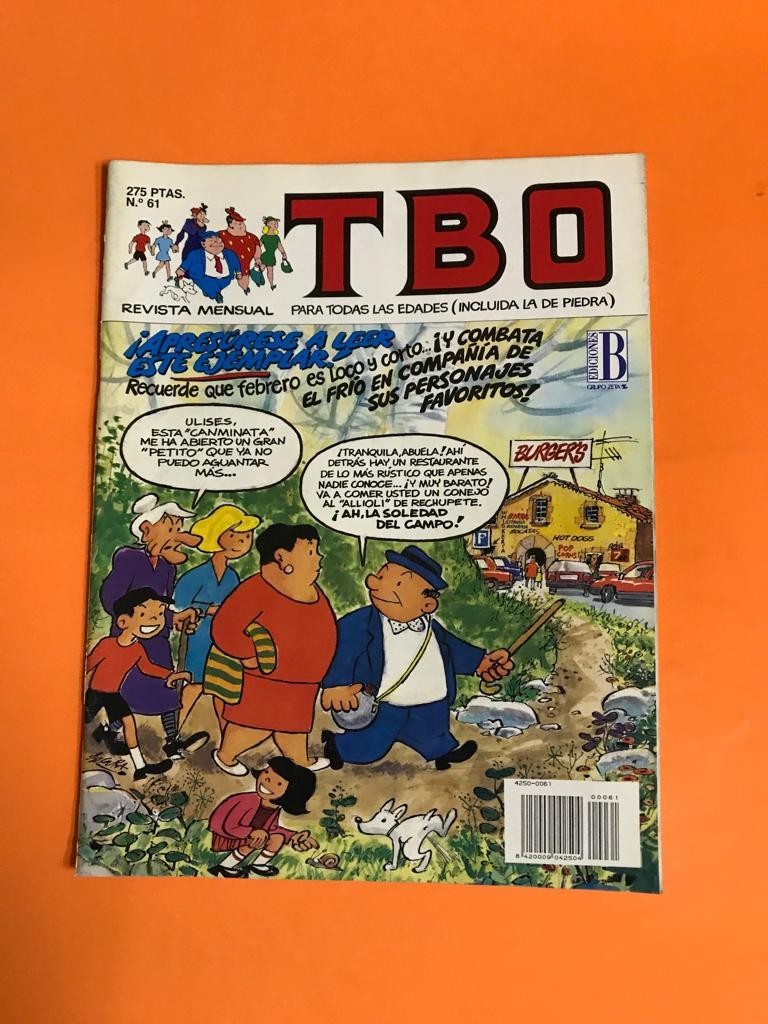 275 PTAS.
N.º 61
TBO
REVISTA MENSUAL
PARA TODAS LAS EDADES (INCLUIDA LA DE PIEDRA)
¡APRESÚRESE A LEER
ESTE EJEMPLAR..?
Recuerde que febrero es loco y corto... ¡Y COMBATA
EL FRÍO EN COMPAÑÍA DE
SUS PERSONAJES
FAVORITOS!
EDICIONES
B
GRUPO ZETA
ULISES,
ESTA "CANMINATA"
ME HA ABIERTO UN GRAN
"PETITO" QUE YA NO
PUEDO AGUANTAR
MÁS...
¡TRANQUILA, ABUELA! AHÍ
DETRÁS HAY UN RESTAURANTE
DE LO MÁS RÚSTICO QUE APENAS
NADIE CONOCE... ¡Y MUY BARATO!
VA A COMER USTED UN CONEJO
AL "ALLIOLI" DE RECHUPETE.
¡AH, LA SOLEDAD
DEL CAMPO!
BURGER'S
BIRRA
BOCATAS
HOT DOGS
POP
CORNS!
P
4250-0061
00061
8 420009 042504